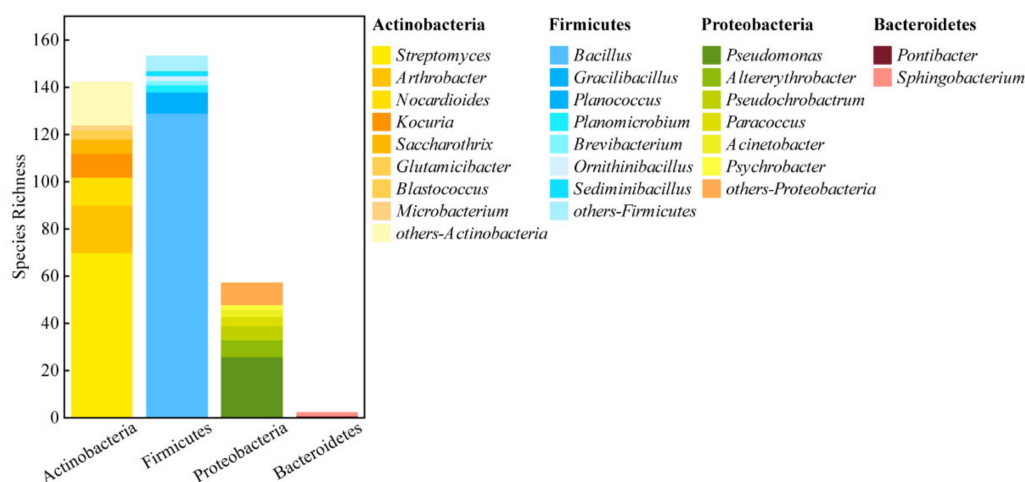 Species Richness
160
140
120
100
80
60
40
20
0
Actinobacteria
Firmicutes
Proteobacteria
Bacteroidetes
Actinobacteria
Streptomyces
Arthrobacter
Nocardioides
Kocuria
Saccharothrix
Glutamicibacter
Blastococcus
Microbacterium
others-Actinobacteria
Firmicutes
Bacillus
Gracilibacillus
Planococcus
Planomicrobium
Brevibacterium
Ornithinibacillus
Sediminibacillus
others-Firmicutes
Proteobacteria
Pseudomonas
Altererythrobacter
Pseudochrobactrum
Paracoccus
Acinetobacter
Psychrobacter
others-Proteobacteria
Bacteroidetes
Pontibacter
Sphingobacterium